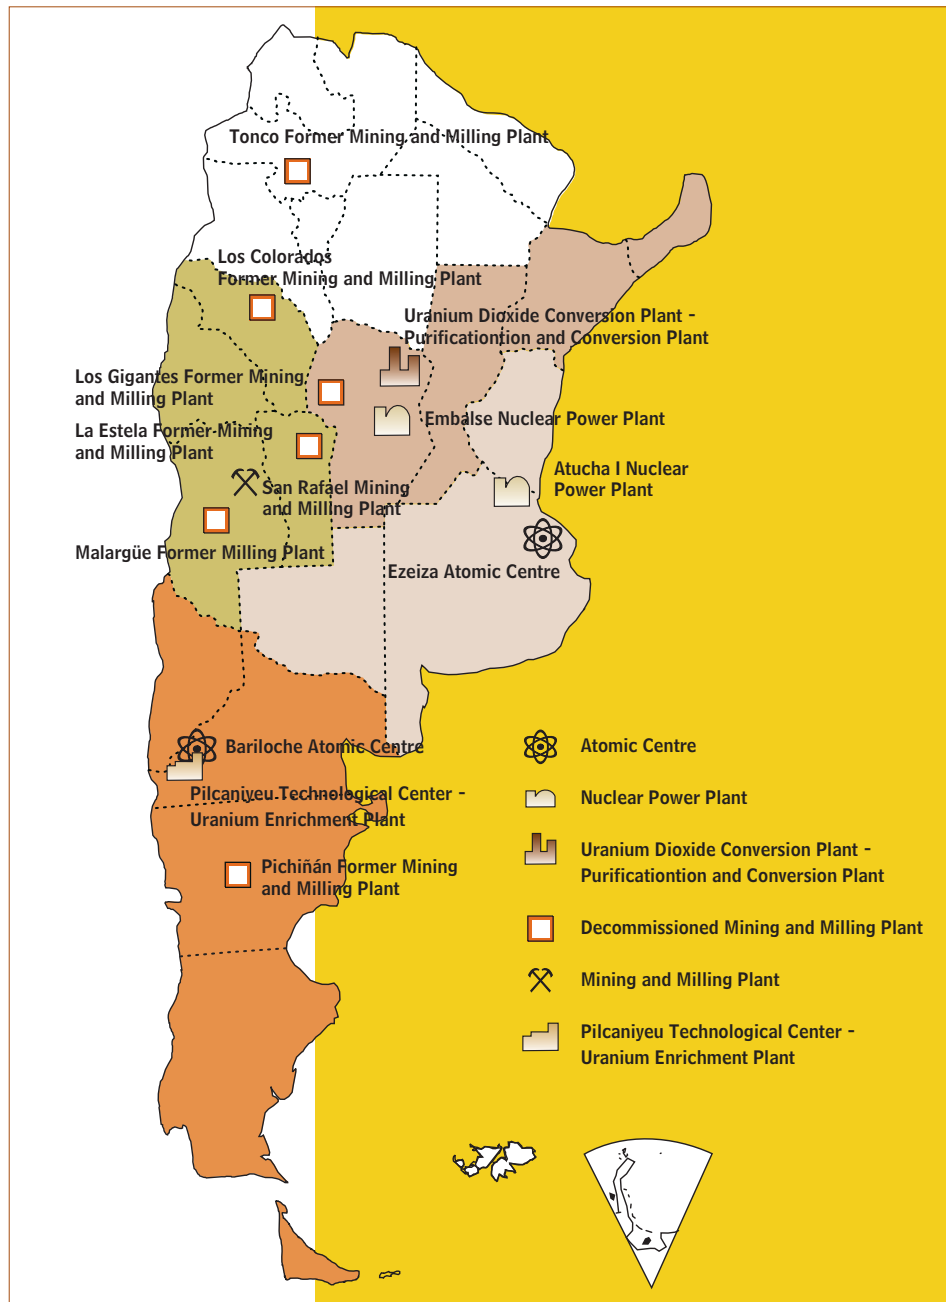 Tonco Former Mining and Milling Plant
Los Colorados
Former Mining and Milling Plant
Uranium Dioxide Conversion Plant -
Purificationtion and Conversion Plant
Los Gigantes Former Mining
and Milling Plant
Embalse Nuclear Power Plant
La Estela Former Mining
and Milling Plant
Atucha I Nuclear
Power Plant
San Rafael Mining
and Milling Plant
Malargüe Former Milling Plant
Ezeiza Atomic Centre
Bariloche Atomic Centre
Pilcaniyeu Technological Center -
Uranium Enrichment Plant
Pichiñán Former Mining
and Milling Plant
Atomic Centre
Nuclear Power Plant
Uranium Dioxide Conversion Plant -
Purificationtion and Conversion Plant
Decommissioned Mining and Milling Plant
Mining and Milling Plant
Pilcaniyeu Technological Center -
Uranium Enrichment Plant